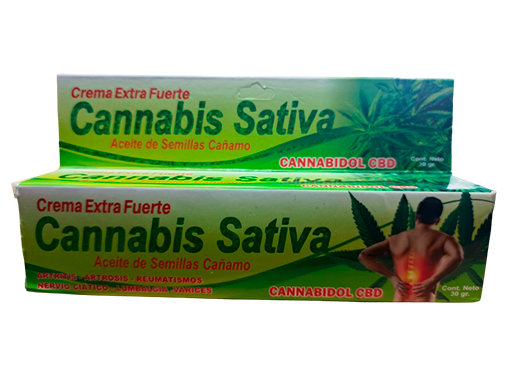 Crema Extra Fuerte
Cannabis Sativa
Aceite de Semillas Cañamo
CANNABIDOL CBD
Cont. Neto
30 gr.
Crema Extra Fuerte
Cannabis Sativa
Aceite de Semillas Cañamo
ARTRITIS - ARTROSIS - REUMATISMOS
NERVIO CIATICO - LUMBALGIA VARICES
CANNABIDOL CBD
Cont. Neto
30 gr.